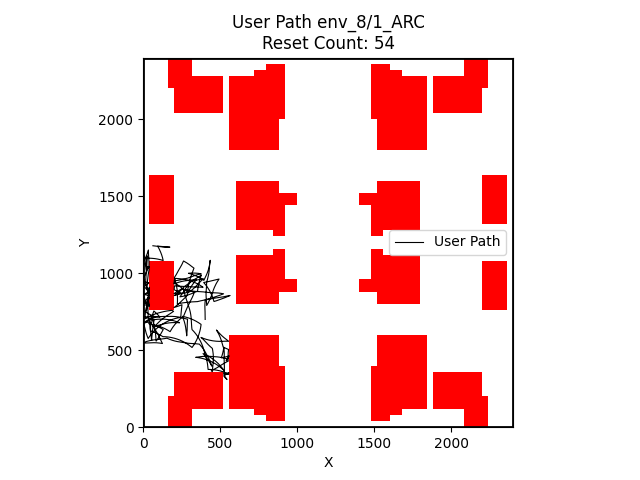 User Path env_8/1_ARC
Reset Count: 54
Y
2000
1500
1000
500
0
User Path
0 500 1000 1500 2000
X